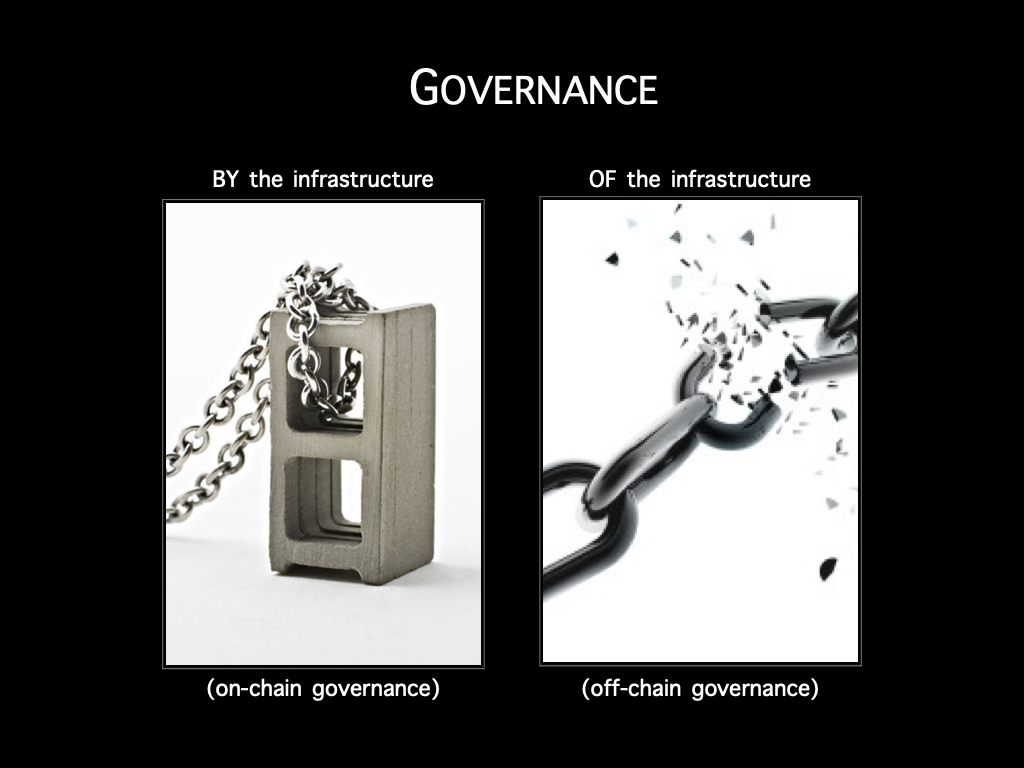 GOVERNANCE
BY the infrastructure
OF the infrastructure
(on-chain governance)
(off-chain governance)